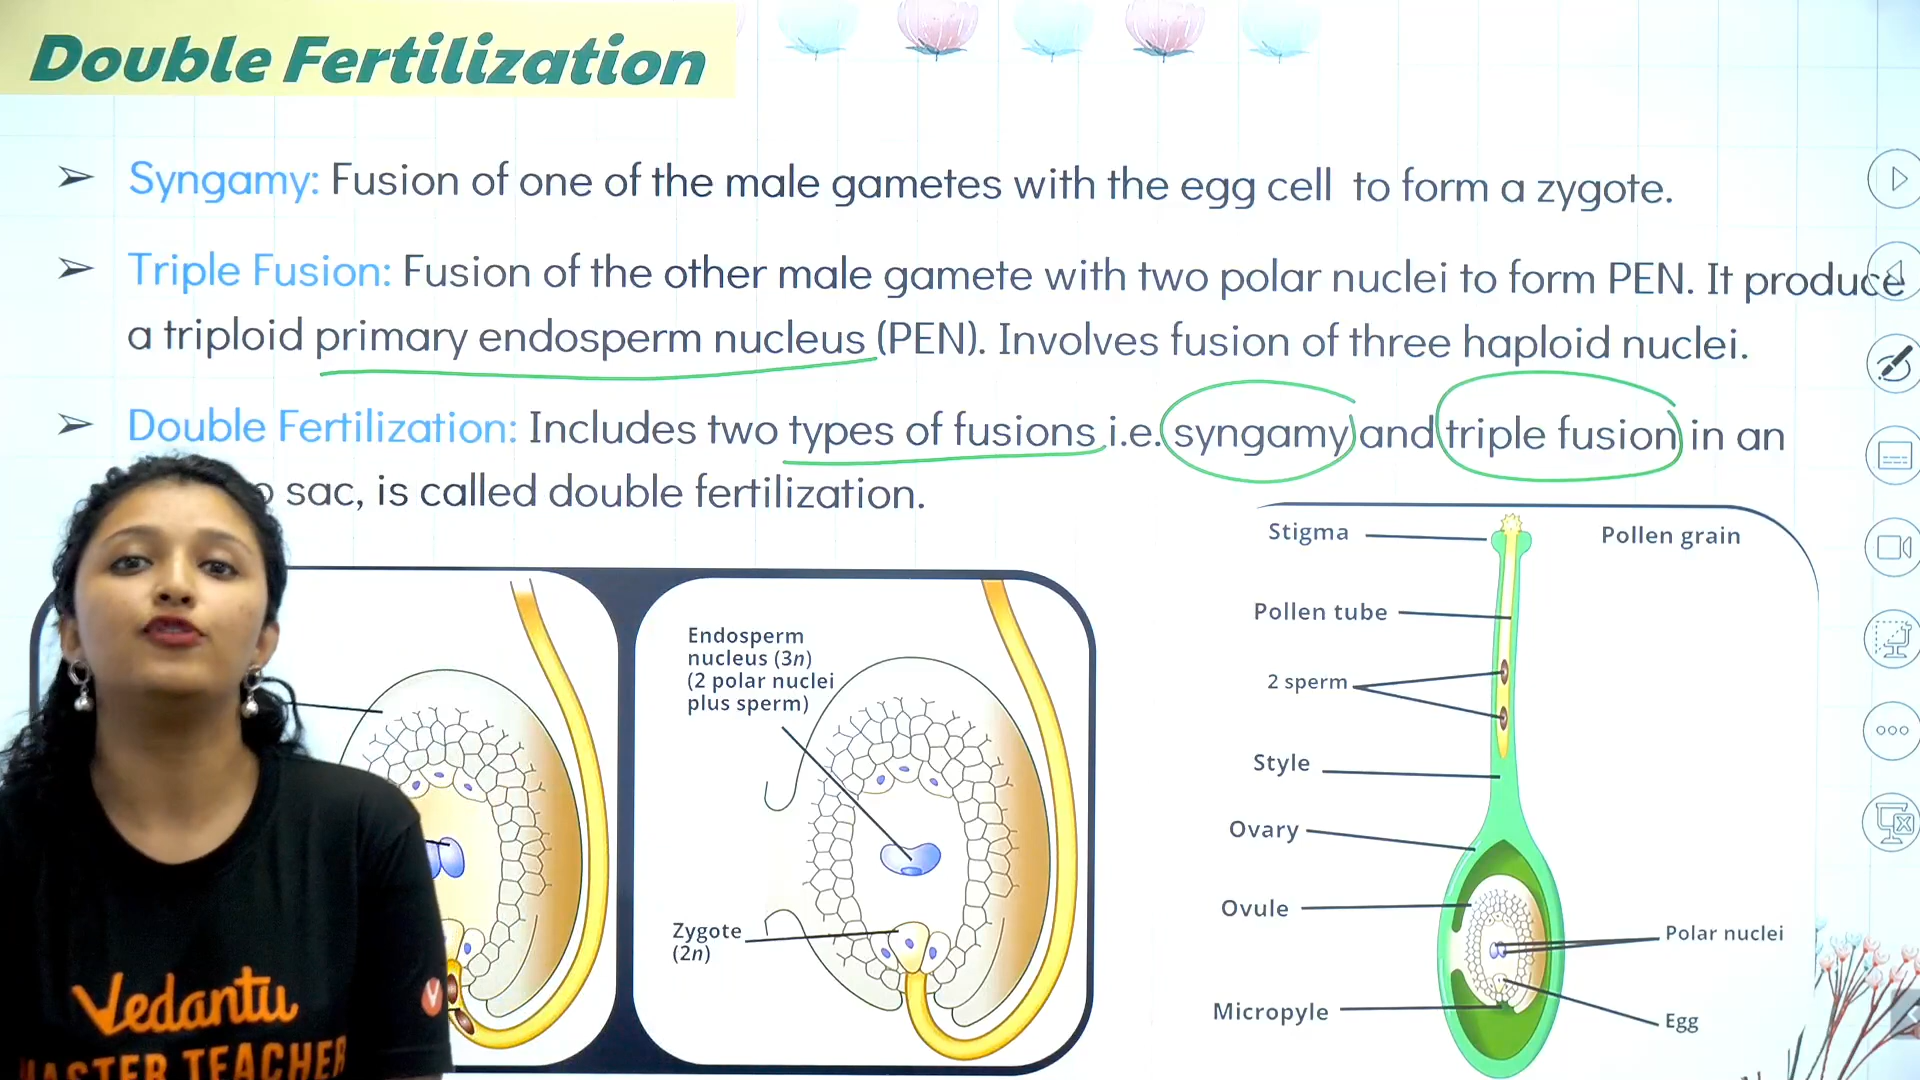 Double Fertilization
➢ Syngamy: Fusion of one of the male gametes with the egg cell to form a zygote.
➢ Triple Fusion: Fusion of the other male gamete with two polar nuclei to form PEN. It produce
a triploid primary endosperm nucleus (PEN). Involves fusion of three haploid nuclei.
➢ Double Fertilization: Includes two types of fusions i.e. syngamy and triple fusion in an
sac, is called double fertilization.
Endosperm
nucleus (3n)
(2 polar nuclei
plus sperm)
Zygote
(2n)
Stigma
Pollen grain
Pollen tube
2 sperm
Style
Ovary
Ovule
Polar nuclei
Micropyle
Egg
Vedantu
MASTER TEACHER
V